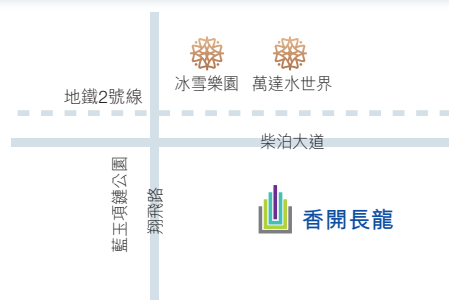 冰雪樂園 萬達水世界
地鐵2號線
柴泊大道
藍玉項鏈公園
翔飛路
香開長龍